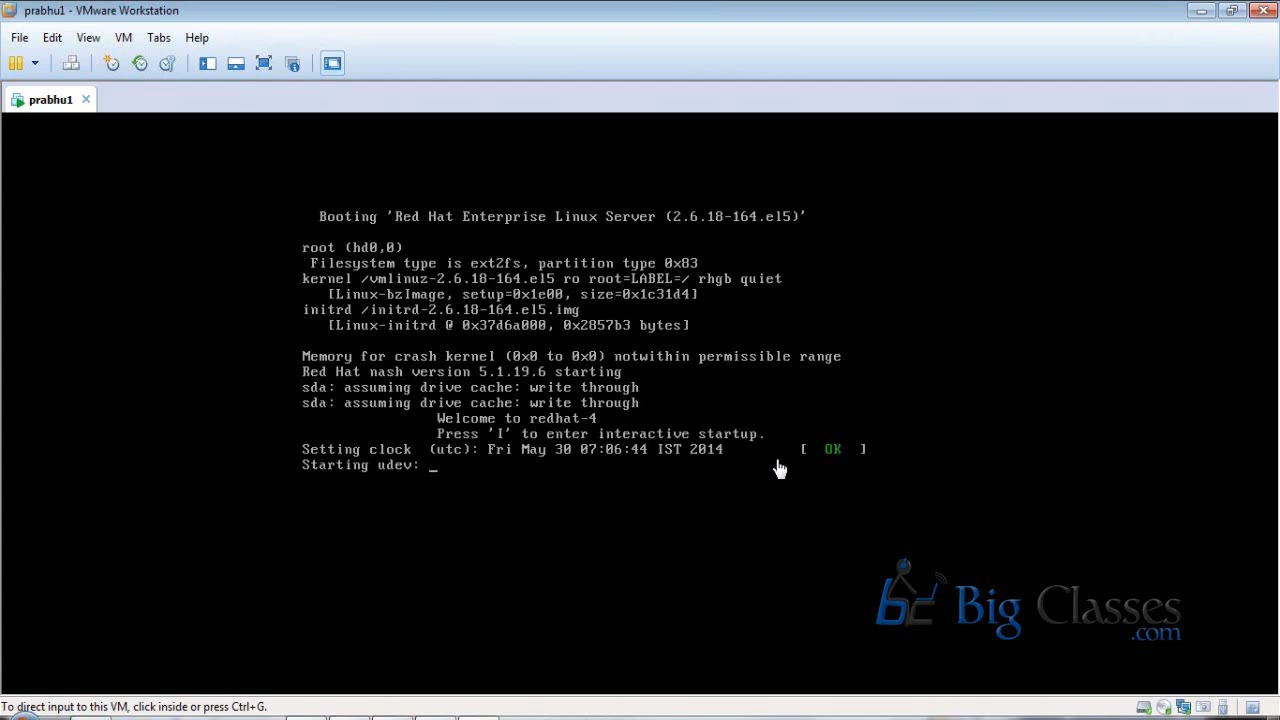 prabhu1 - VMware Workstation
File Edit View VM Tabs Help
prabhu1
Booting 'Red Hat Enterprise Linux Server (2.6.18-164.el5)'
root (hd0,0)
Filesystem type is ext2fs, partition type 0x83
kernel /vmlinuz-2.6.18-164.el5 ro root=LABEL=/ rhgb quiet
[Linux-bzImage, setup=0x1e00, size=0x1c31d4]
initrd /initrd-2.6.18-164.el5.img
[Linux-initrd @ 0x37d6a000, 0x2857b3 bytes]
Memory for crash kernel (0x0 to 0x0) notwithin permissible range
Red Hat nash version 5.1.19.6 starting
sda: assuming drive cache: write through
sda: assuming drive cache: write through
Welcome to redhat-4
Press 'I' to enter interactive startup.
Setting clock  (utc): Fri May 30 07:06:44 IST 2014 [  OK  ]
Starting udev: _
bc Big Classes
.com
To direct input to this VM, click inside or press Ctrl+G.